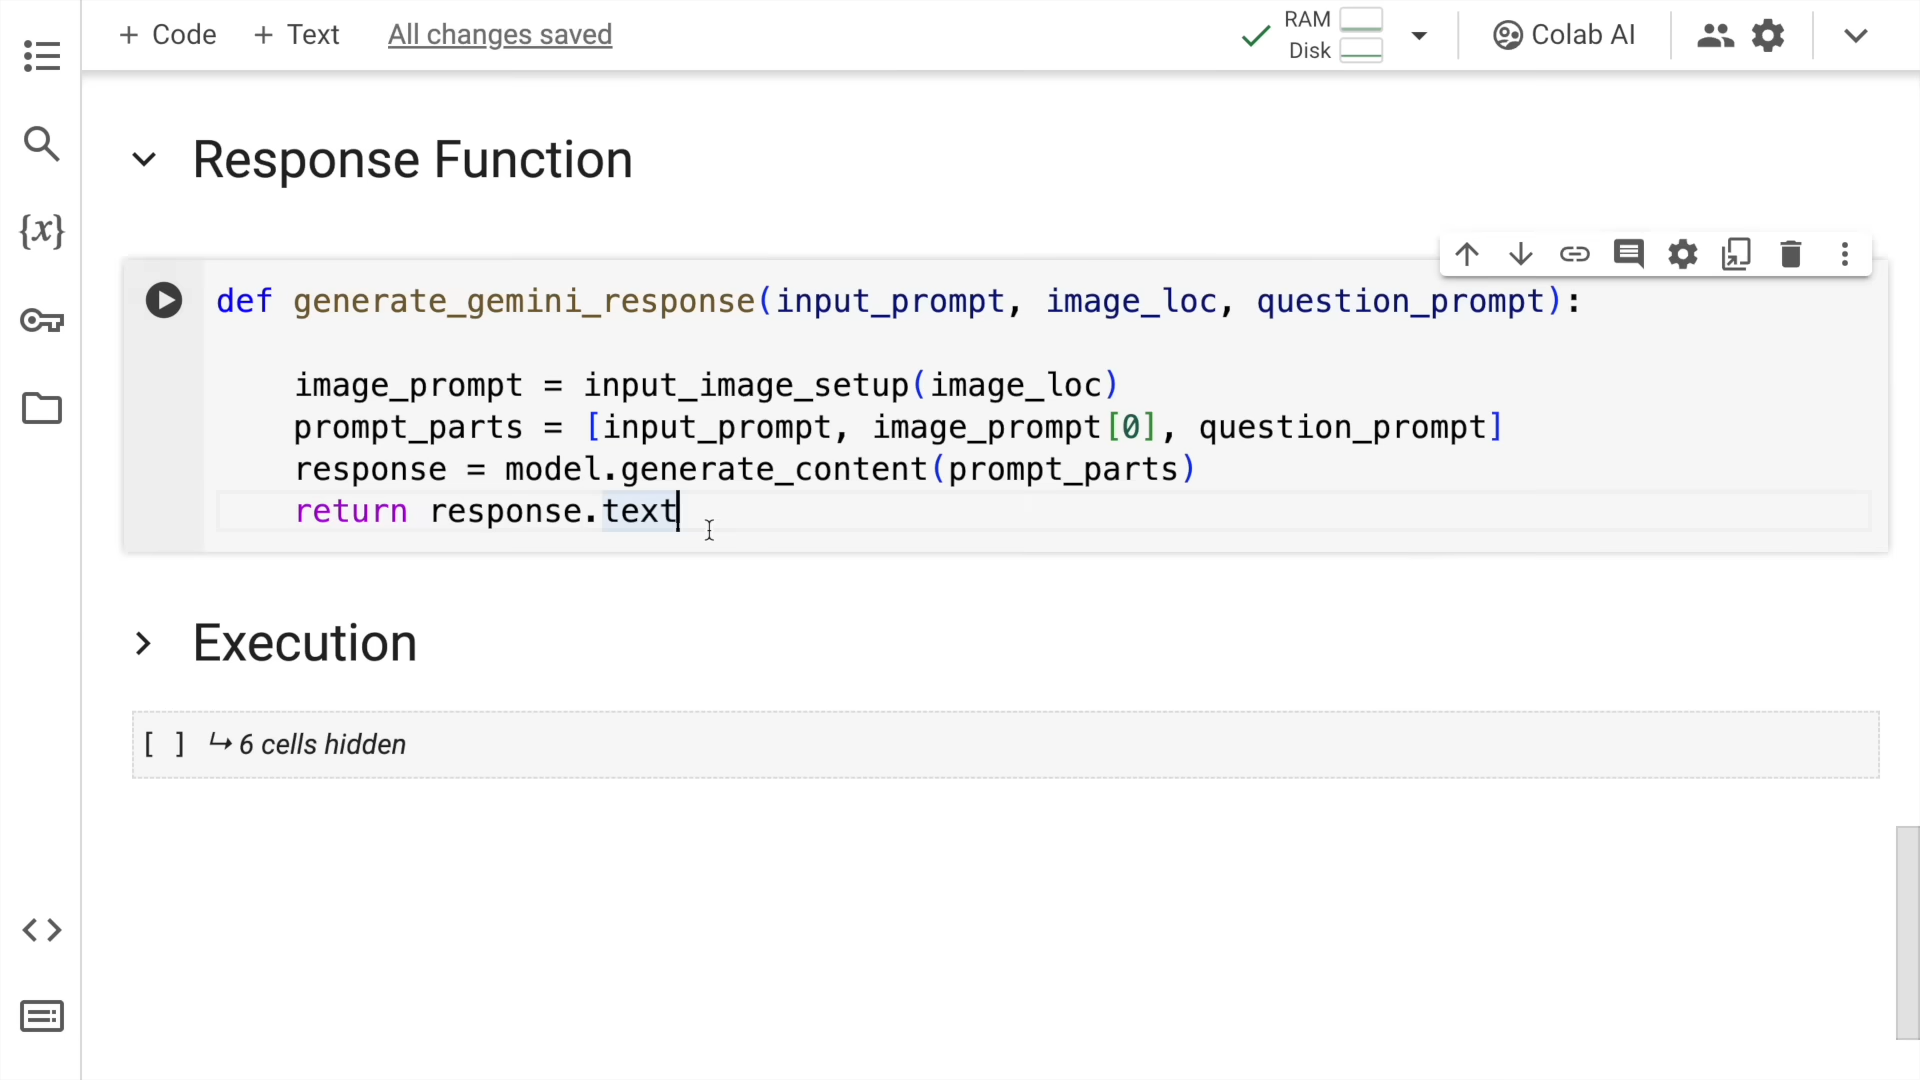 + Code + Text All changes saved RAM Disk Colab AI
{x}
Response Function
def generate_gemini_response(input_prompt, image_loc, question_prompt):
image_prompt = input_image_setup(image_loc)
prompt_parts = [input_prompt, image_prompt[0], question_prompt]
response = model.generate_content(prompt_parts)
return response.text
Execution
[ ] ↪ 6 cells hidden